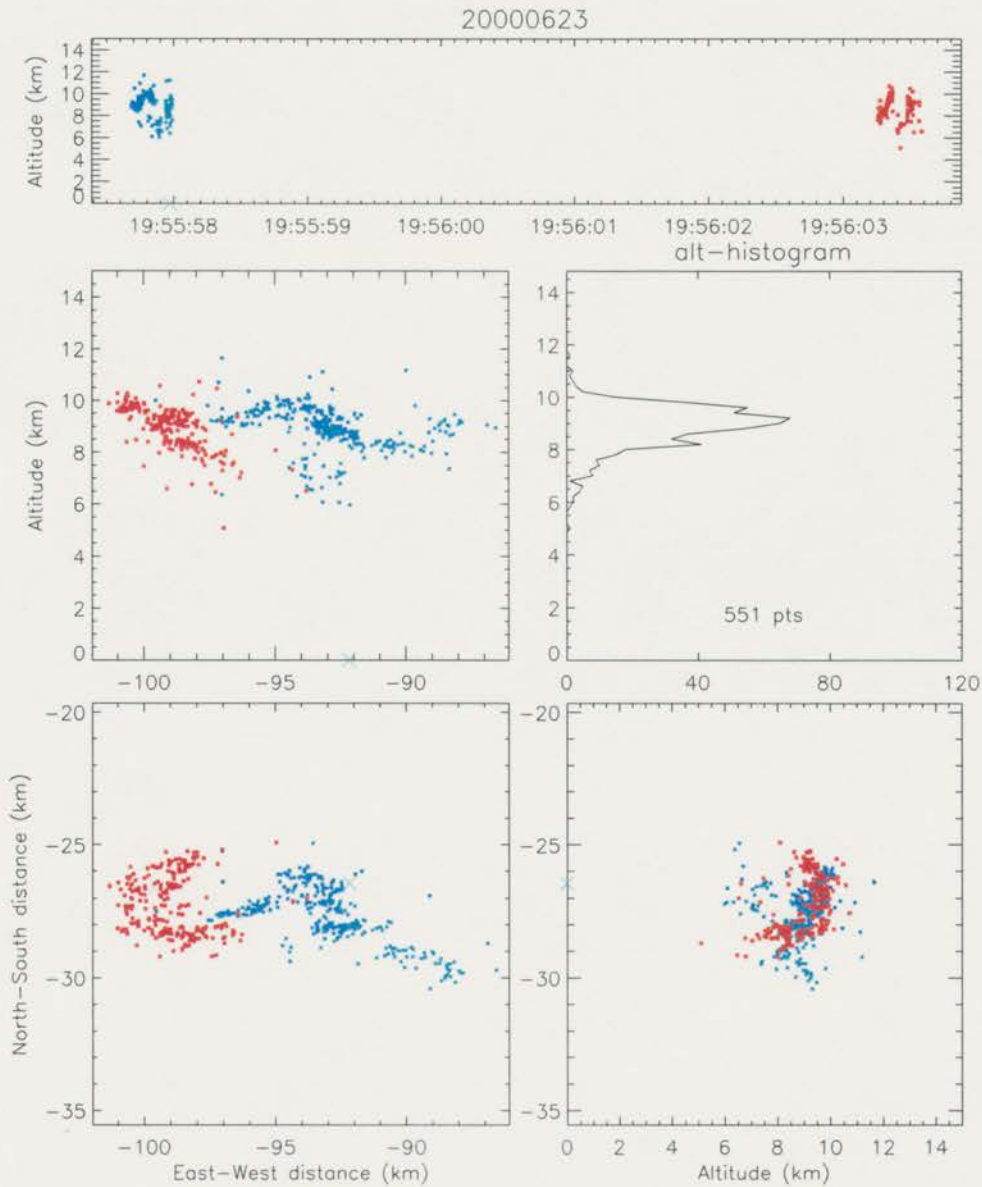 20000623
Altitude (km)
14
12
10
8
6
4
2
0
19:55:58 19:55:59 19:56:00 19:56:01 19:56:02 19:56:03
alt-histogram
Altitude (km)
14
12
10
8
6
4
2
0
-100 -95 -90
14
12
10
8
6
4
2
0
551 pts
0 40 80 120
North-South distance (km)
-20
-25
-30
-35
-100 -95 -90
East-West distance (km)
-20
-25
-30
-35
0 2 4 6 8 10 12 14
Altitude (km)